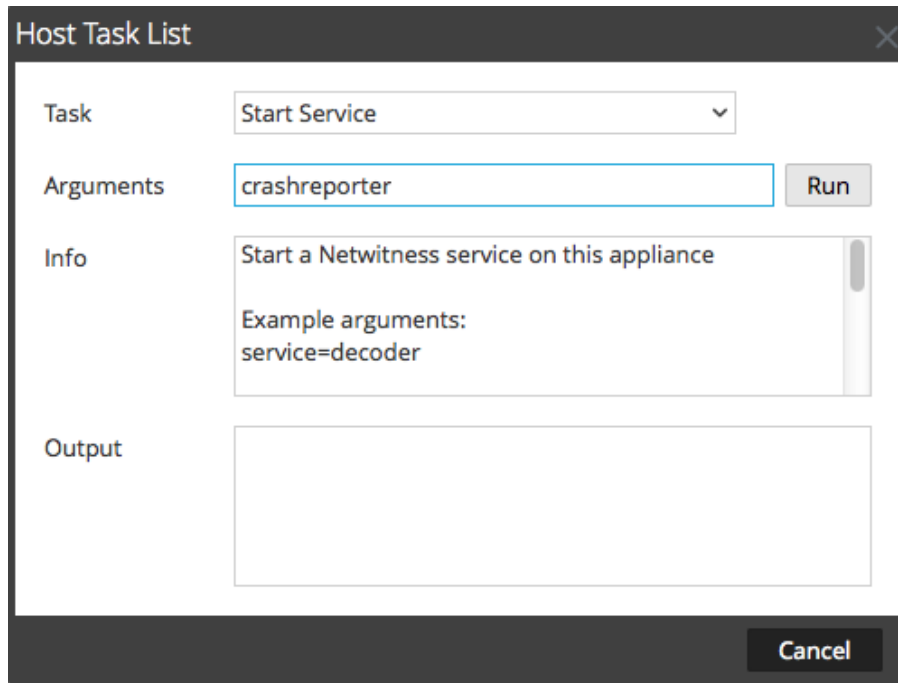 Host Task List
Task
Start Service
Arguments
crashreporter
Run
Info
Start a Netwitness service on this appliance
Example arguments:
service=decoder
Output
Cancel